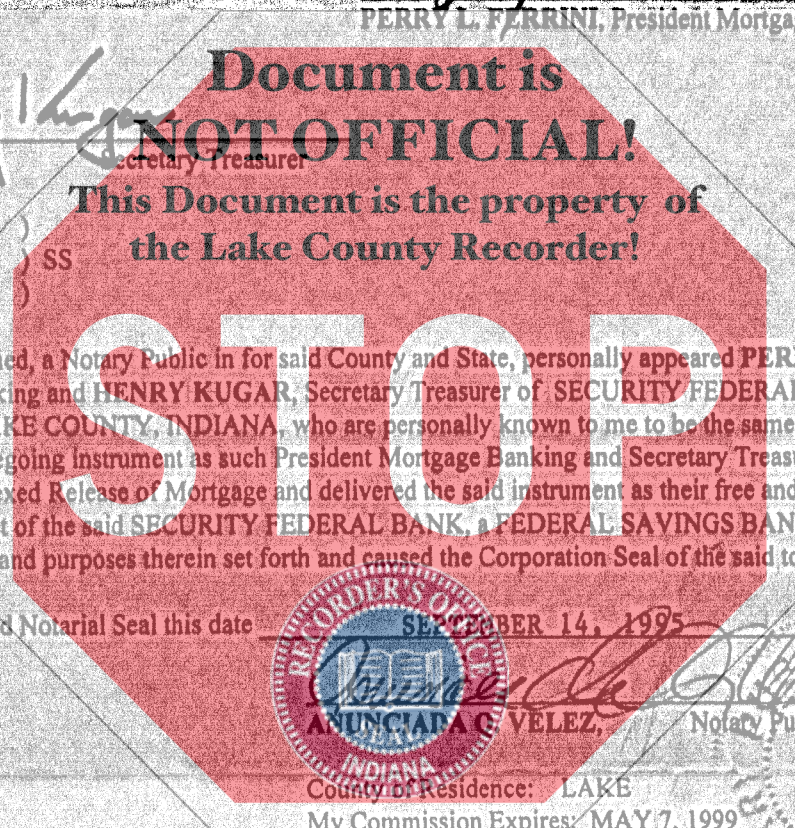 PERRY L. FERRINI, President Mortga
Document is
NOT OFFICIAL!
ecretary Treasurer
This Document is the property of
the Lake County Recorder!
)
) SS
)
STOP
ned, a Notary Public in for said County and State, personally appeared PER
king and HENRY KUGAR, Secretary Treasurer of SECURITY FEDERAL
KE COUNTY, INDIANA, who are personally known to me to be the same
egoing Instrument as such President Mortgage Banking and Secretary Treasu
exed Release of Mortgage and delivered the said instrument as their free and
t of the said SECURITY FEDERAL BANK, a FEDERAL SAVINGS BAN
and purposes therein set forth and caused the Corporation Seal of the said to
d Notarial Seal this date SEPTEMBER 14, 1995
RECORDER'S OFFICE
INDIANA
ANUNCIADA Q. VELEZ, Notary Pu
County of Residence: LAKE
My Commission Expires: MAY 7, 1999